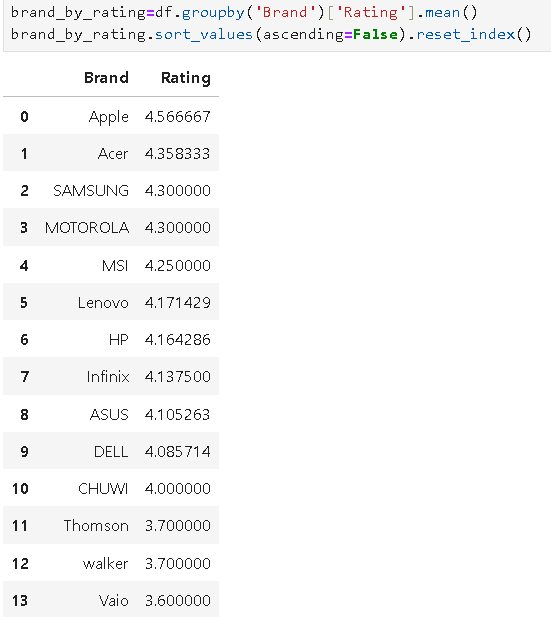 brand_by_rating=df.groupby('Brand')['Rating'].mean()
brand_by_rating.sort_values(ascending=False).reset_index()
Brand Rating
0 Apple 4.566667
1 Acer 4.358333
2 SAMSUNG 4.300000
3 MOTOROLA 4.300000
4 MSI 4.250000
5 Lenovo 4.171429
6 HP 4.164286
7 Infinix 4.137500
8 ASUS 4.105263
9 DELL 4.085714
10 CHUWI 4.000000
11 Thomson 3.700000
12 walker 3.700000
13 Vaio 3.600000